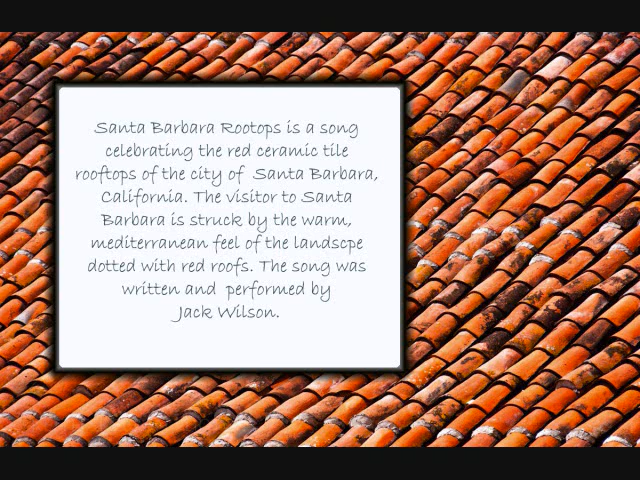 Santa Barbara Rootops is a song
celebrating the red ceramic tile
rooftops of the city of Santa Barbara,
California. The visitor to Santa
Barbara is struck by the warm,
mediterranean feel of the landscpe
dotted with red roofs. The song was
written and performed by
Jack Wilson.